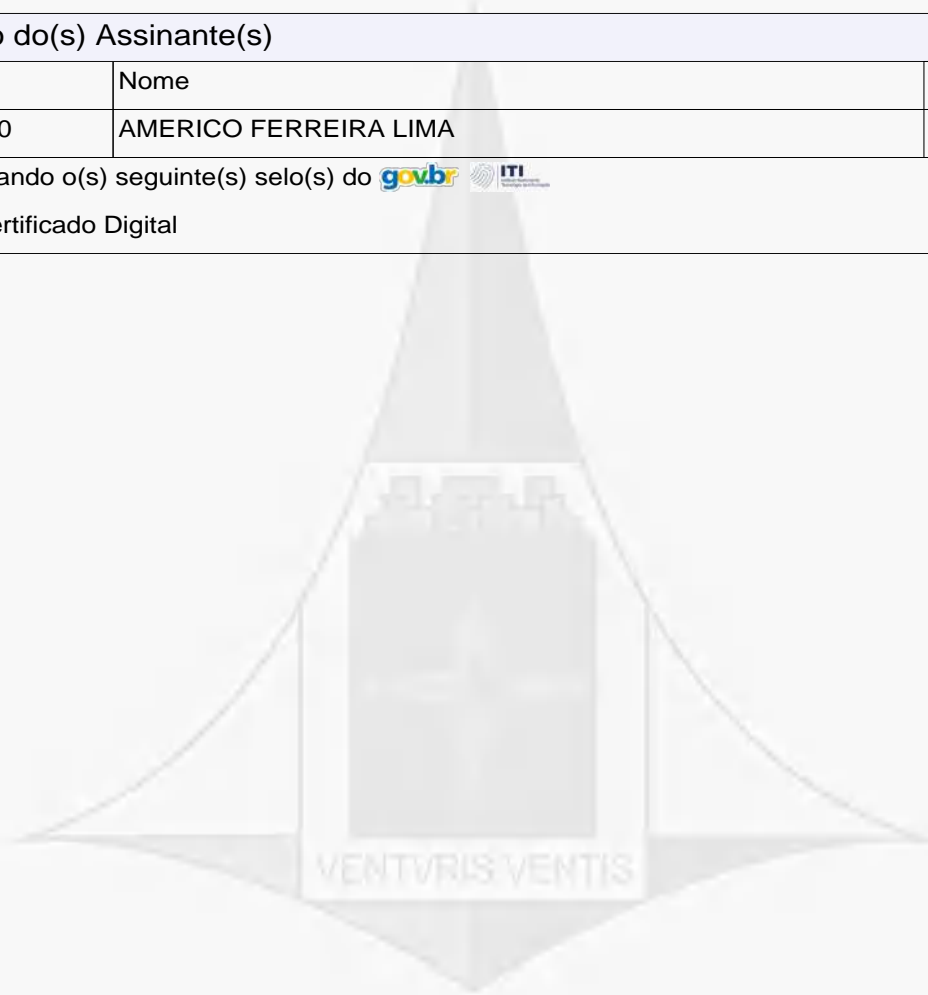 o do(s) Assinante(s)
Nome
0 AMERICO FERREIRA LIMA
ando o(s) seguinte(s) selo(s) do gov.br ITI
ertificado Digital
VENTVRIS VENTIS